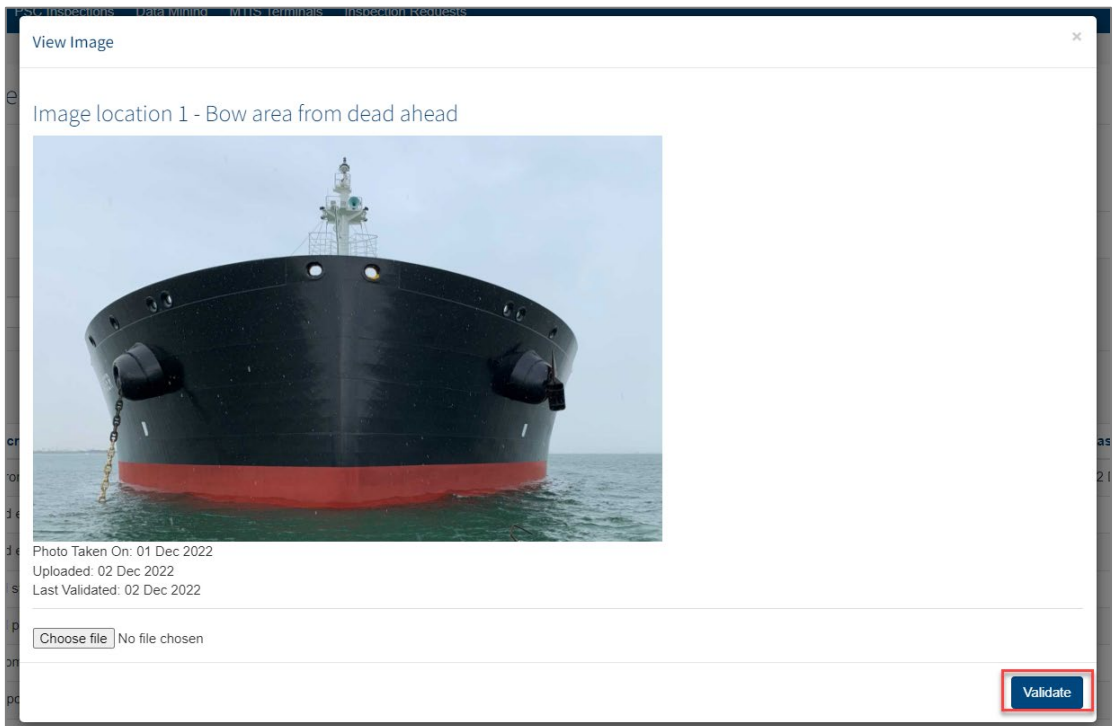 PSC Inspections Data Mining MTIS Terminals Inspection Requests
View Image
×
Image location 1 - Bow area from dead ahead
Photo Taken On: 01 Dec 2022
Uploaded: 02 Dec 2022
Last Validated: 02 Dec 2022
Choose file No file chosen
Validate